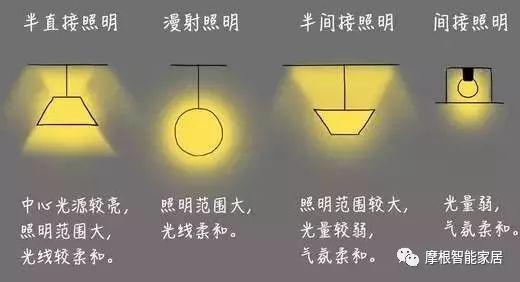 半直接照明
漫射照明
半间接照明
间接照明
中心光源较亮，
照明范围大，
光线较柔和。
照明范围大，
光线柔和。
照明范围较大，
光量较弱，
气氛柔和。
光量弱，
气氛柔和。
摩根智能家居